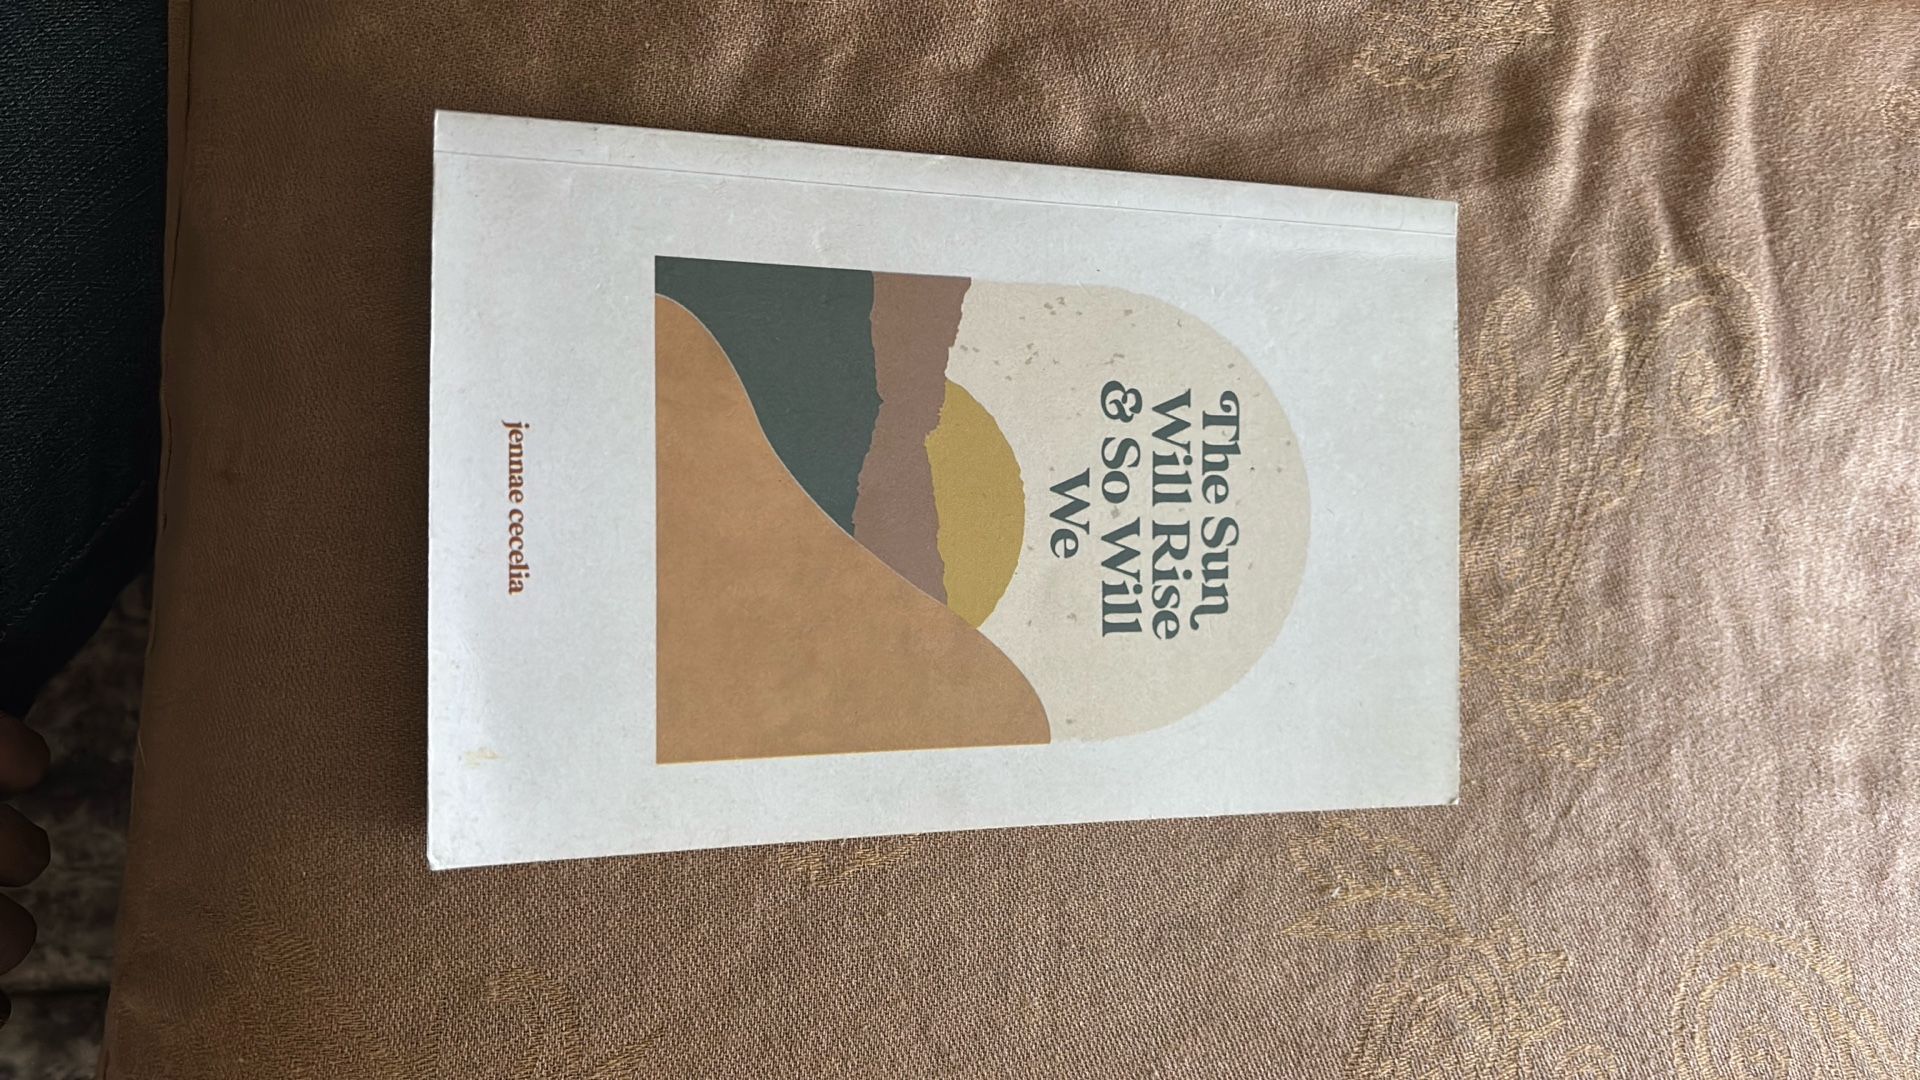 The Sun
Will Rise
& So Will
We
jennae cecelia